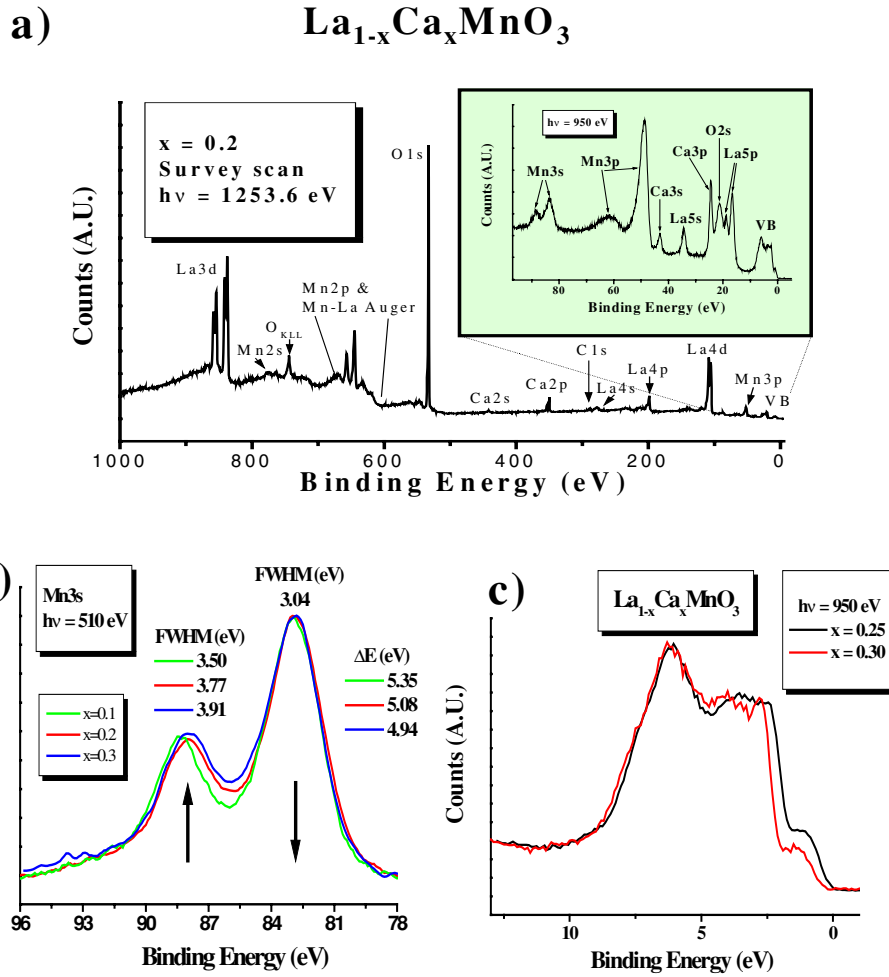 a)
La1-xCaxMnO3
x = 0.2
Survey scan
hν = 1253.6 eV
O1s
hν = 950 eV
Mn3s
Mn3p
Ca3s
La5s
Ca3p
O2s
La5p
VB
Counts (A.U.)
80 60 40 20 0
Binding Energy (eV)
La3d
Mn2s
OKLL
Mn2p &
Mn-La Auger
Ca2s
Ca2p
C1s
La4s
La4p
La4d
Mn3p
VB
Counts (A.U.)
1000 800 600 400 200 0
Binding Energy (eV)
)
Mn3s
hν = 510 eV
FWHM (eV)
3.50
3.77
3.91
FWHM (eV)
3.04
ΔE (eV)
5.35
5.08
4.94
x=0.1
x=0.2
x=0.3
96 93 90 87 84 81 78
Binding Energy (eV)
c)
La1-xCaxMnO3
hν = 950 eV
x = 0.25
x = 0.30
Counts (A.U.)
10 5 0
Binding Energy (eV)